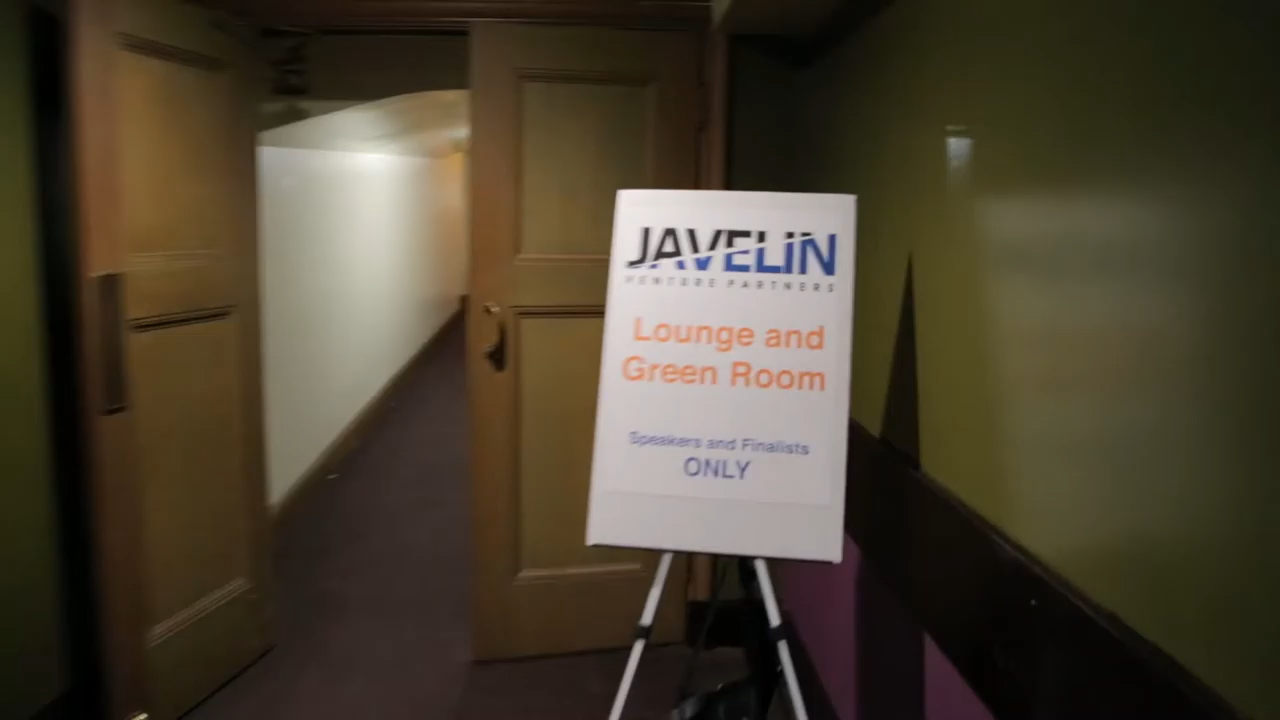 JAVELIN
VENTURE PARTNERS
Lounge and
Green Room
Speakers and Finalists
ONLY